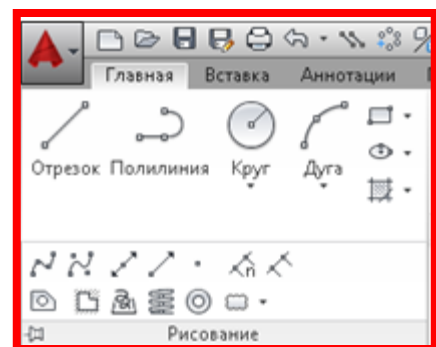 Главная Вставка Аннотации
Отрезок Полилиния Круг Дуга
Рисование